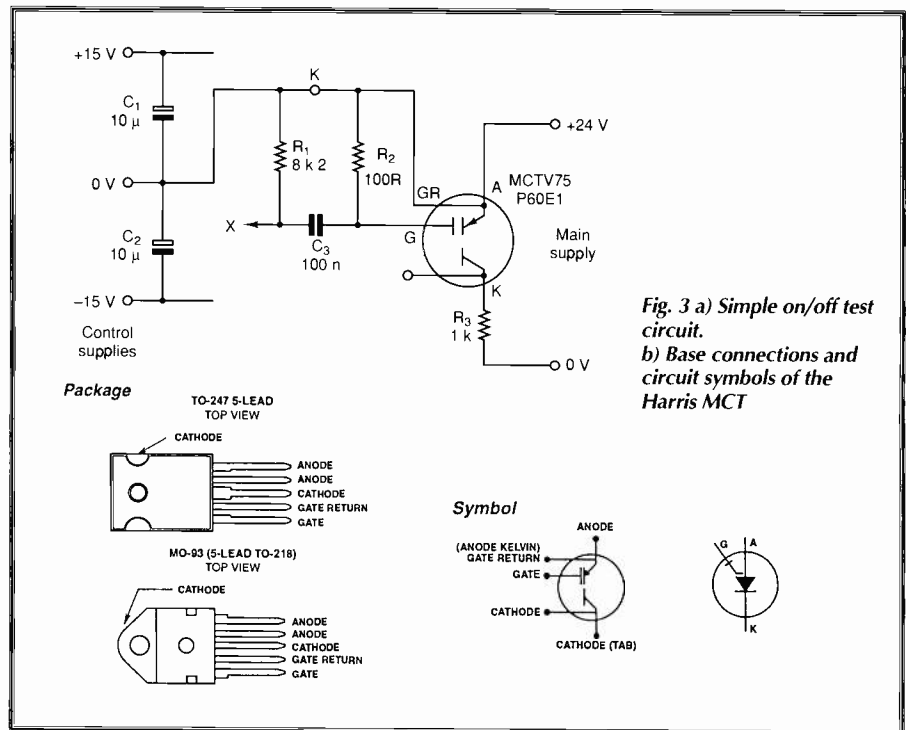 +15 V
C1
10 μ
0 V
C2
10 μ
–15 V
Control
supplies
K
R1
8 k 2
R2
100R
X
C3
100 n
GR
G
A
MCTV75
P60E1
K
+24 V
Main
supply
R3
1 k
0 V
Fig. 3 a) Simple on/off test
circuit.
b) Base connections and
circuit symbols of the
Harris MCT
Package
TO-247 5-LEAD
TOP VIEW
CATHODE
ANODE
ANODE
CATHODE
GATE RETURN
GATE
MO-93 (5-LEAD TO-218)
TOP VIEW
CATHODE
ANODE
ANODE
CATHODE
GATE RETURN
GATE
Symbol
ANODE
(ANODE KELVIN)
GATE RETURN
GATE
CATHODE
CATHODE (TAB)
G
A
K